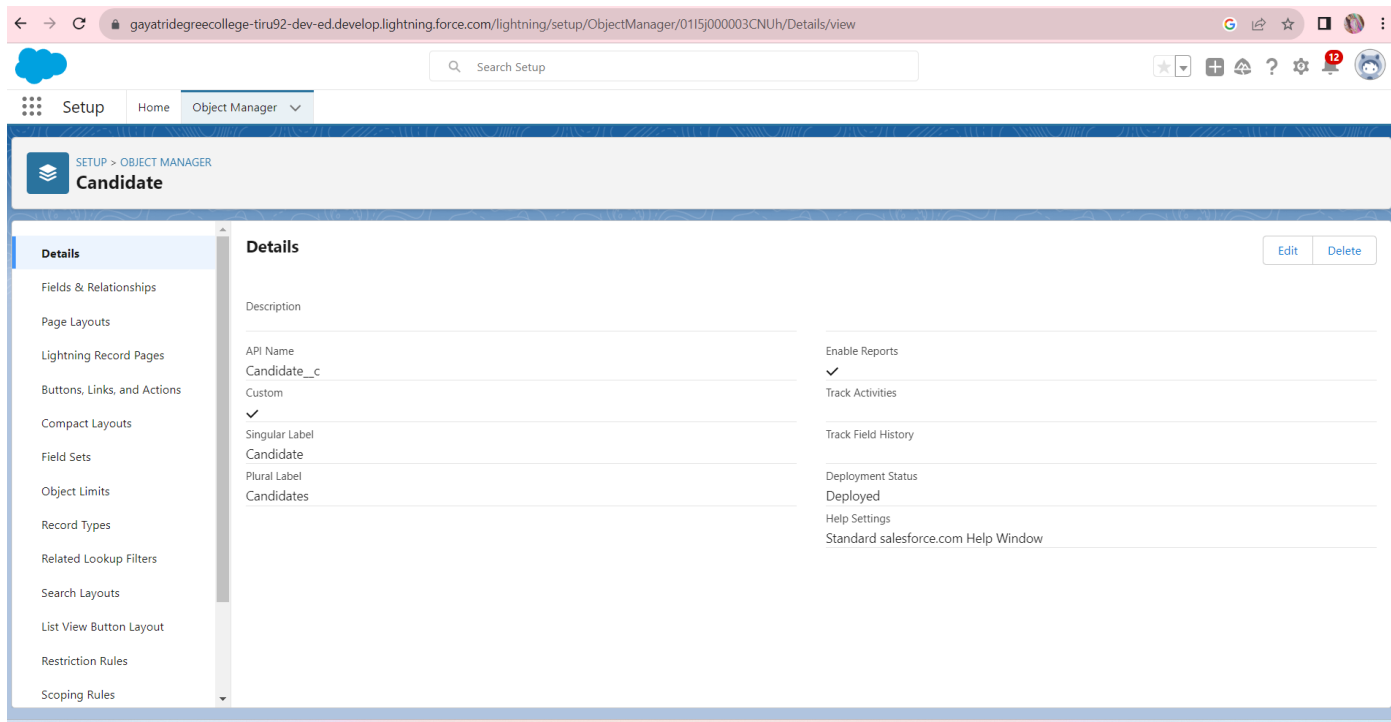 gayatridegreecollege-tiru92-dev-ed.develop.lightning.force.com/lightning/setup/ObjectManager/01I5j000003CNUh/Details/view
Search Setup
12
Setup
Home
Object Manager
SETUP > OBJECT MANAGER
Candidate
Details
Fields & Relationships
Page Layouts
Lightning Record Pages
Buttons, Links, and Actions
Compact Layouts
Field Sets
Object Limits
Record Types
Related Lookup Filters
Search Layouts
List View Button Layout
Restriction Rules
Scoping Rules
Details
Edit
Delete
Description
API Name
Candidate__c
Custom
Singular Label
Candidate
Plural Label
Candidates
Enable Reports
Track Activities
Track Field History
Deployment Status
Deployed
Help Settings
Standard salesforce.com Help Window